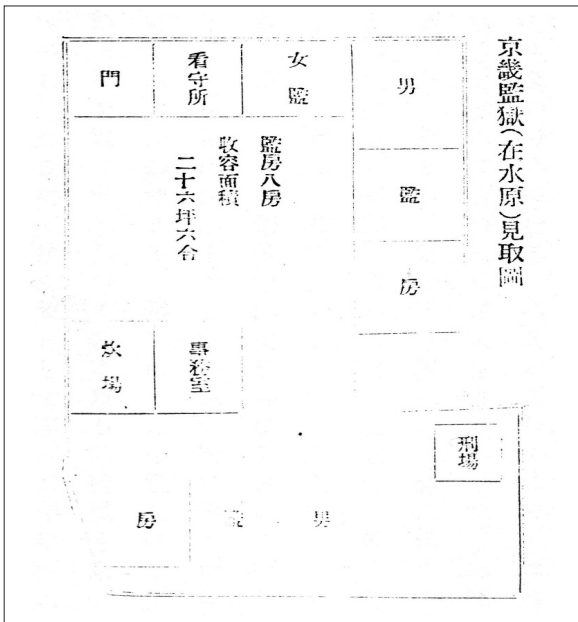 京畿監獄(在水原)見取圖
男
監
房
女監
看守所
門
監房八房
收容面積
二十六坪六合
事務室
炊場
刑場
男
監
房